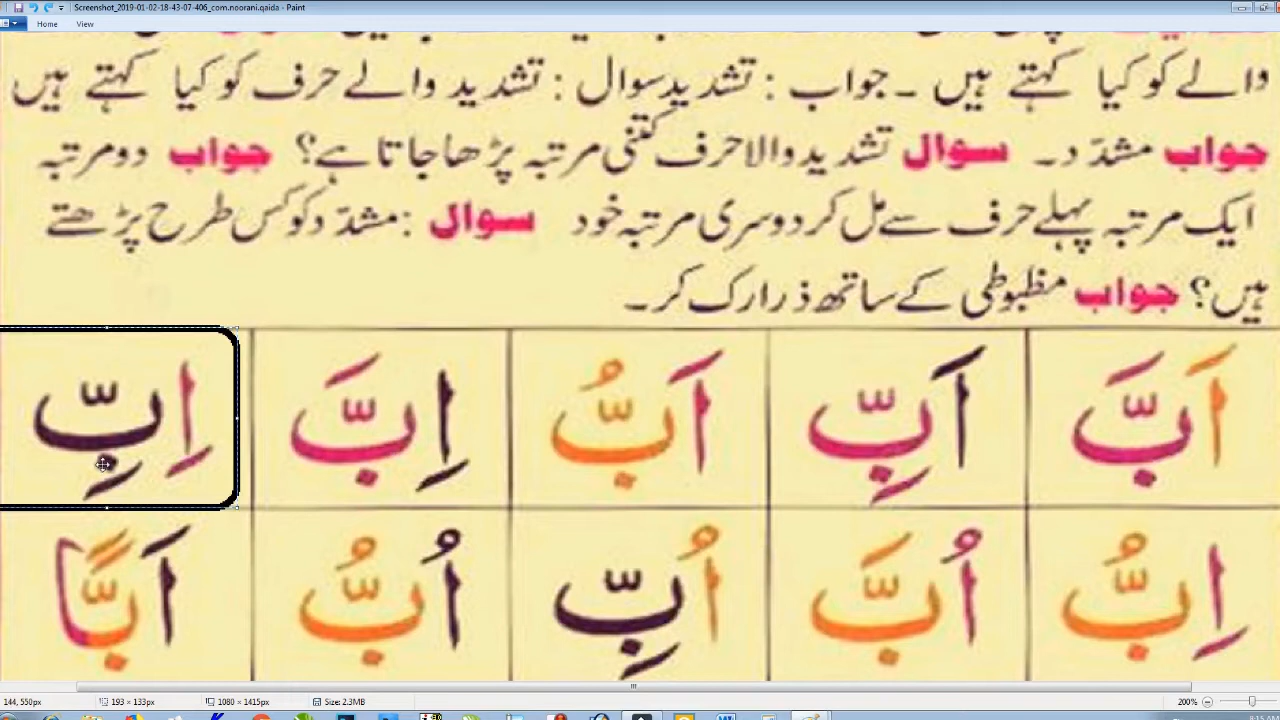 Screenshot_2019-01-02-18-43-07-406_com.noorani.qaida - Paint
Home View
والے کو کیا کہتے ہیں ۔ جواب : تشدید سوال : تشدید والے حرف کو کیا کہتے ہیں
جواب مشدّد ۔ سوال تشدید والا حرف کتنی مرتبہ پڑھا جاتا ہے؟ جواب دو مرتبہ
ایک مرتبہ پہلے حرف سے مل کر دوسری مرتبہ خود سوال : مشدّد کو کس طرح پڑھتے
ہیں؟ جواب مظبوطی کے ساتھ ذرا رک کر ۔
اَبَّ اَبِّ اَبُّ اِبَّ اِبِّ
اِبُّ اُبَّ اُبِّ اُبُّ اَبًّا
144, 550px 193 × 133px 1080 × 1415px Size: 2.3MB 200%